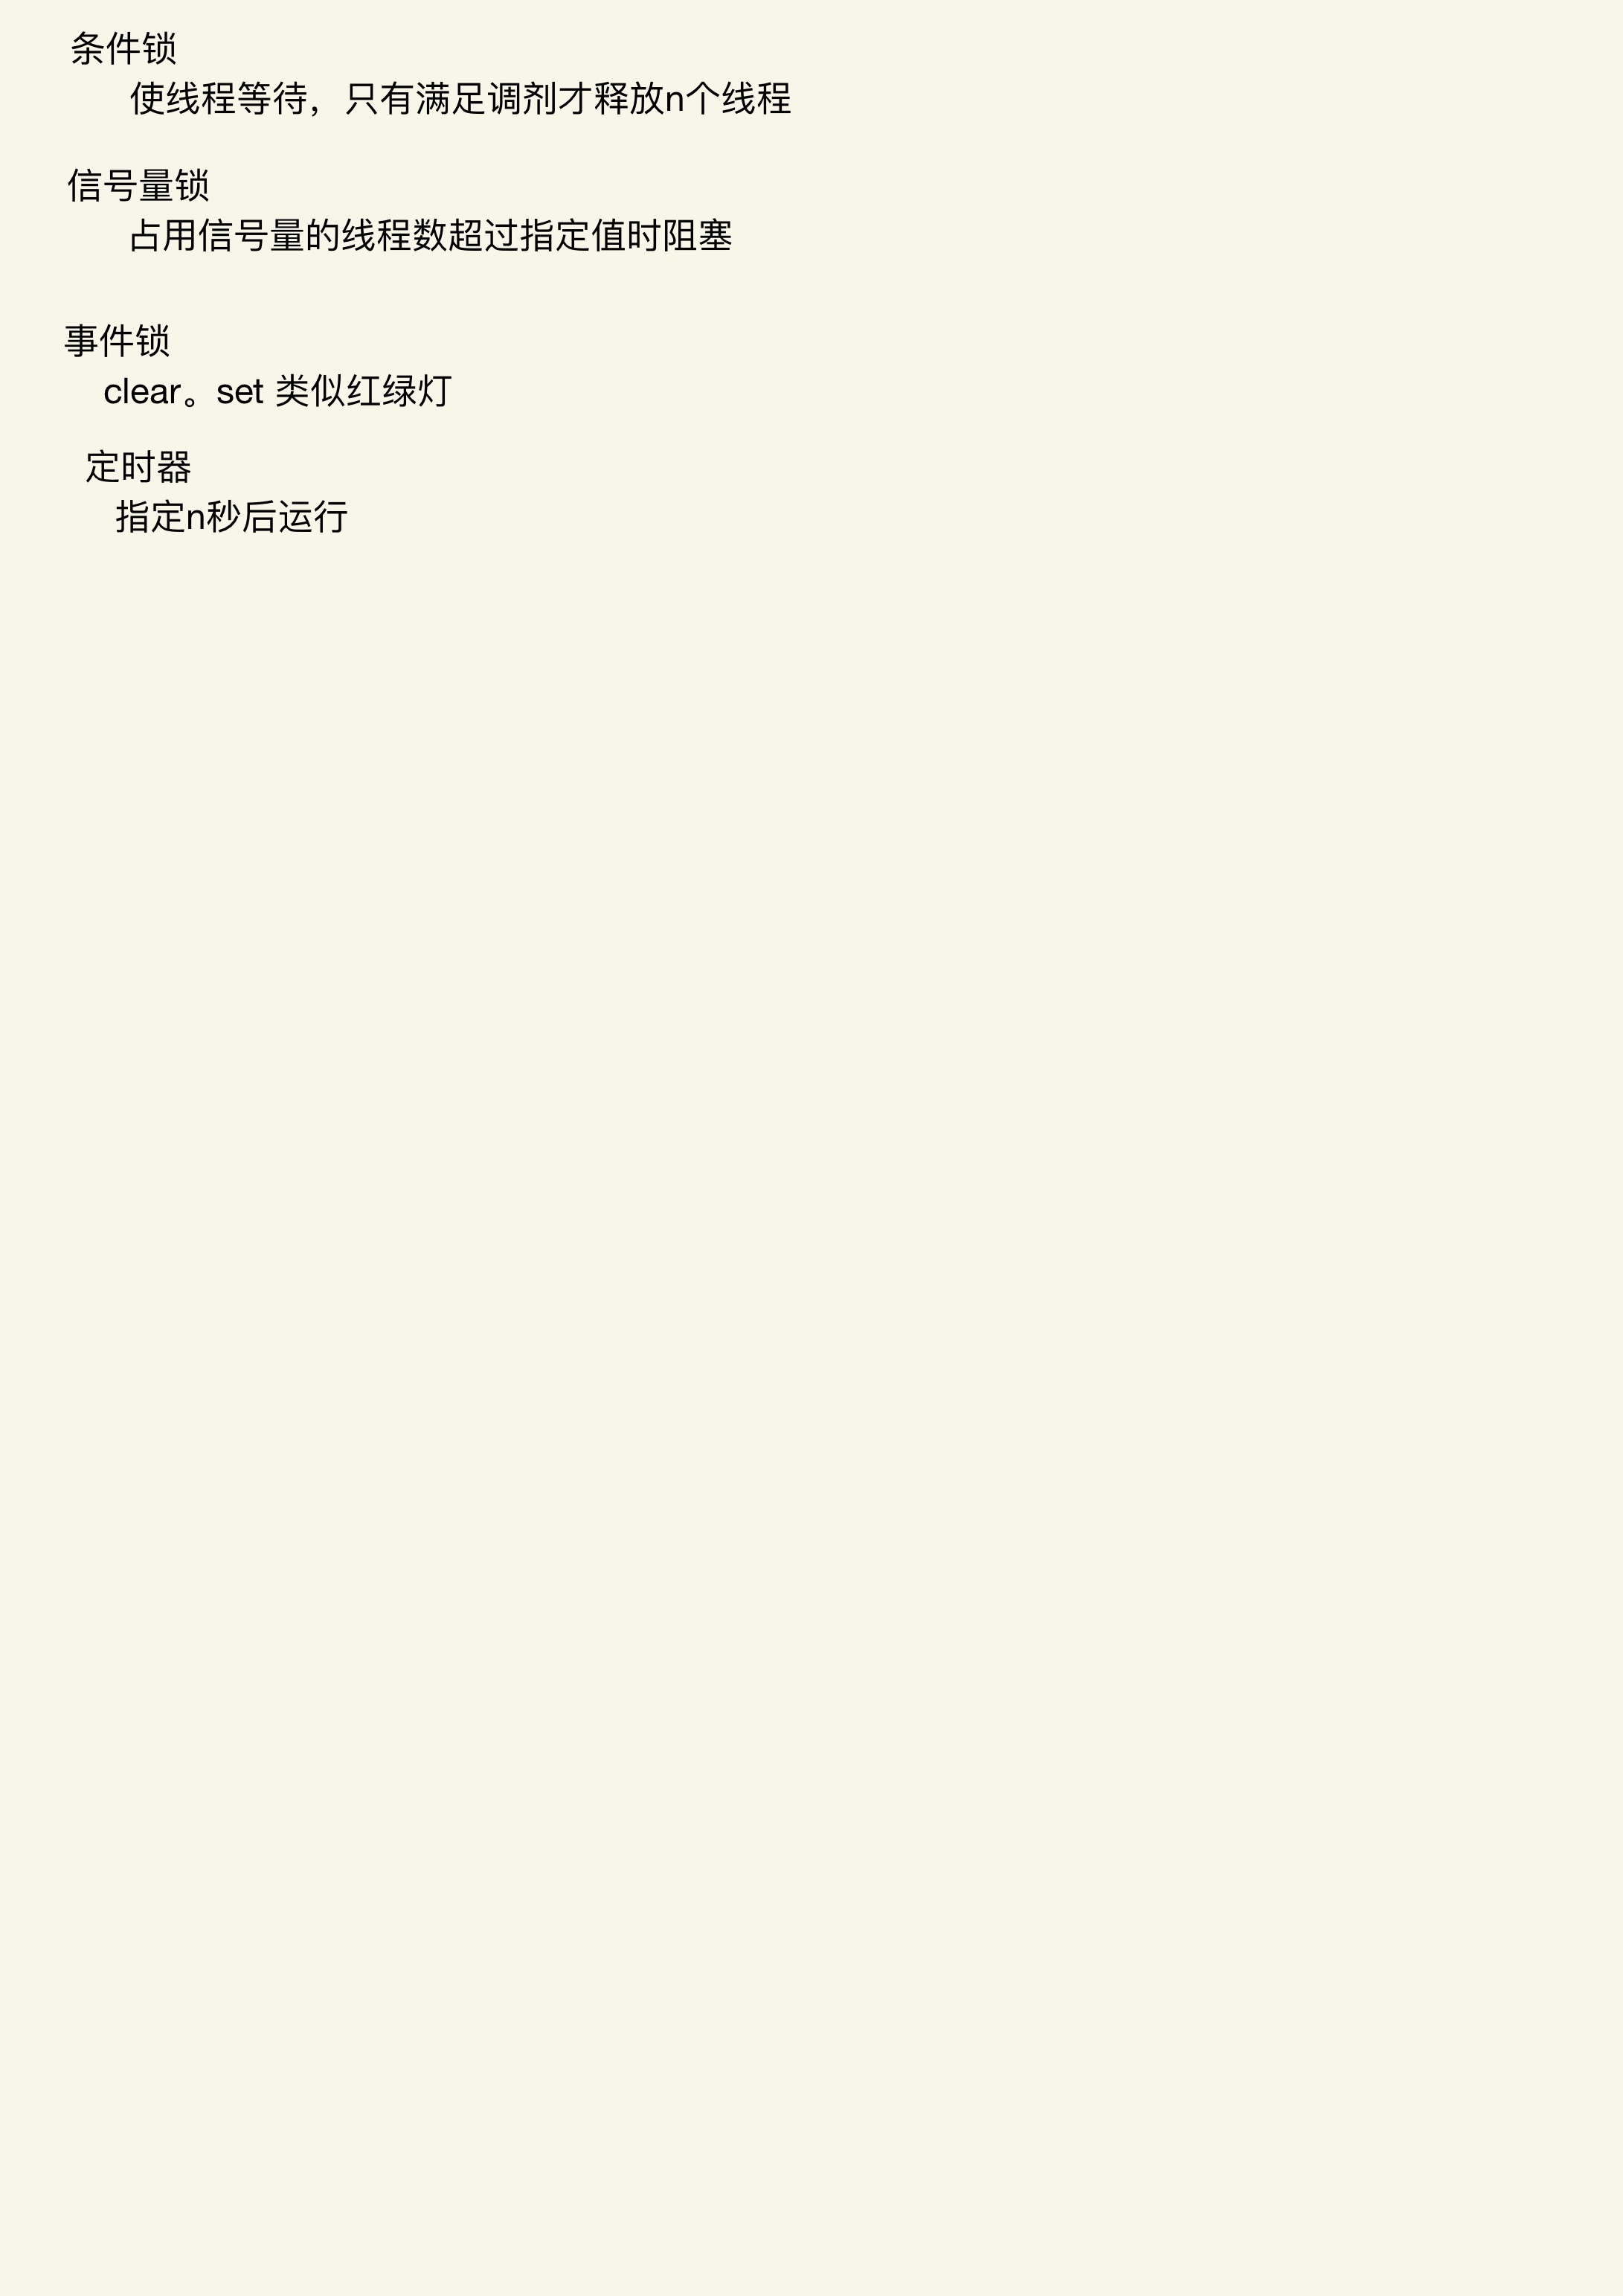 条件锁
使线程等待，只有满足调剂才释放n个线程
信号量锁
占用信号量的线程数超过指定值时阻塞
事件锁
clear。set 类似红绿灯
定时器
指定n秒后运行